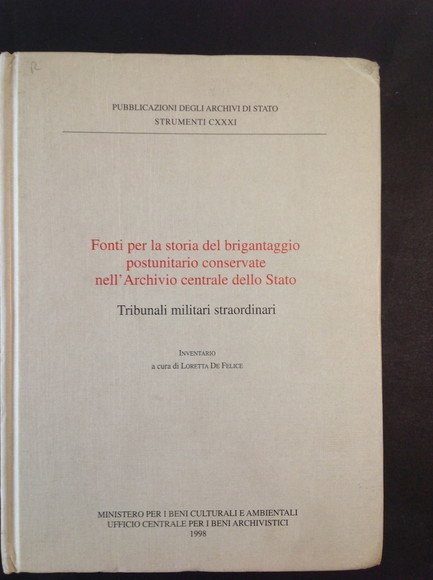 PUBBLICAZIONI DEGLI ARCHIVI DI STATO
STRUMENTI CXXXI
Fonti per la storia del brigantaggio
postunitario conservate
nell'Archivio centrale dello Stato
Tribunali militari straordinari
INVENTARIO
a cura di LORETTA DE FELICE
MINISTERO PER I BENI CULTURALI E AMBIENTALI
UFFICIO CENTRALE PER I BENI ARCHIVISTICI
1998